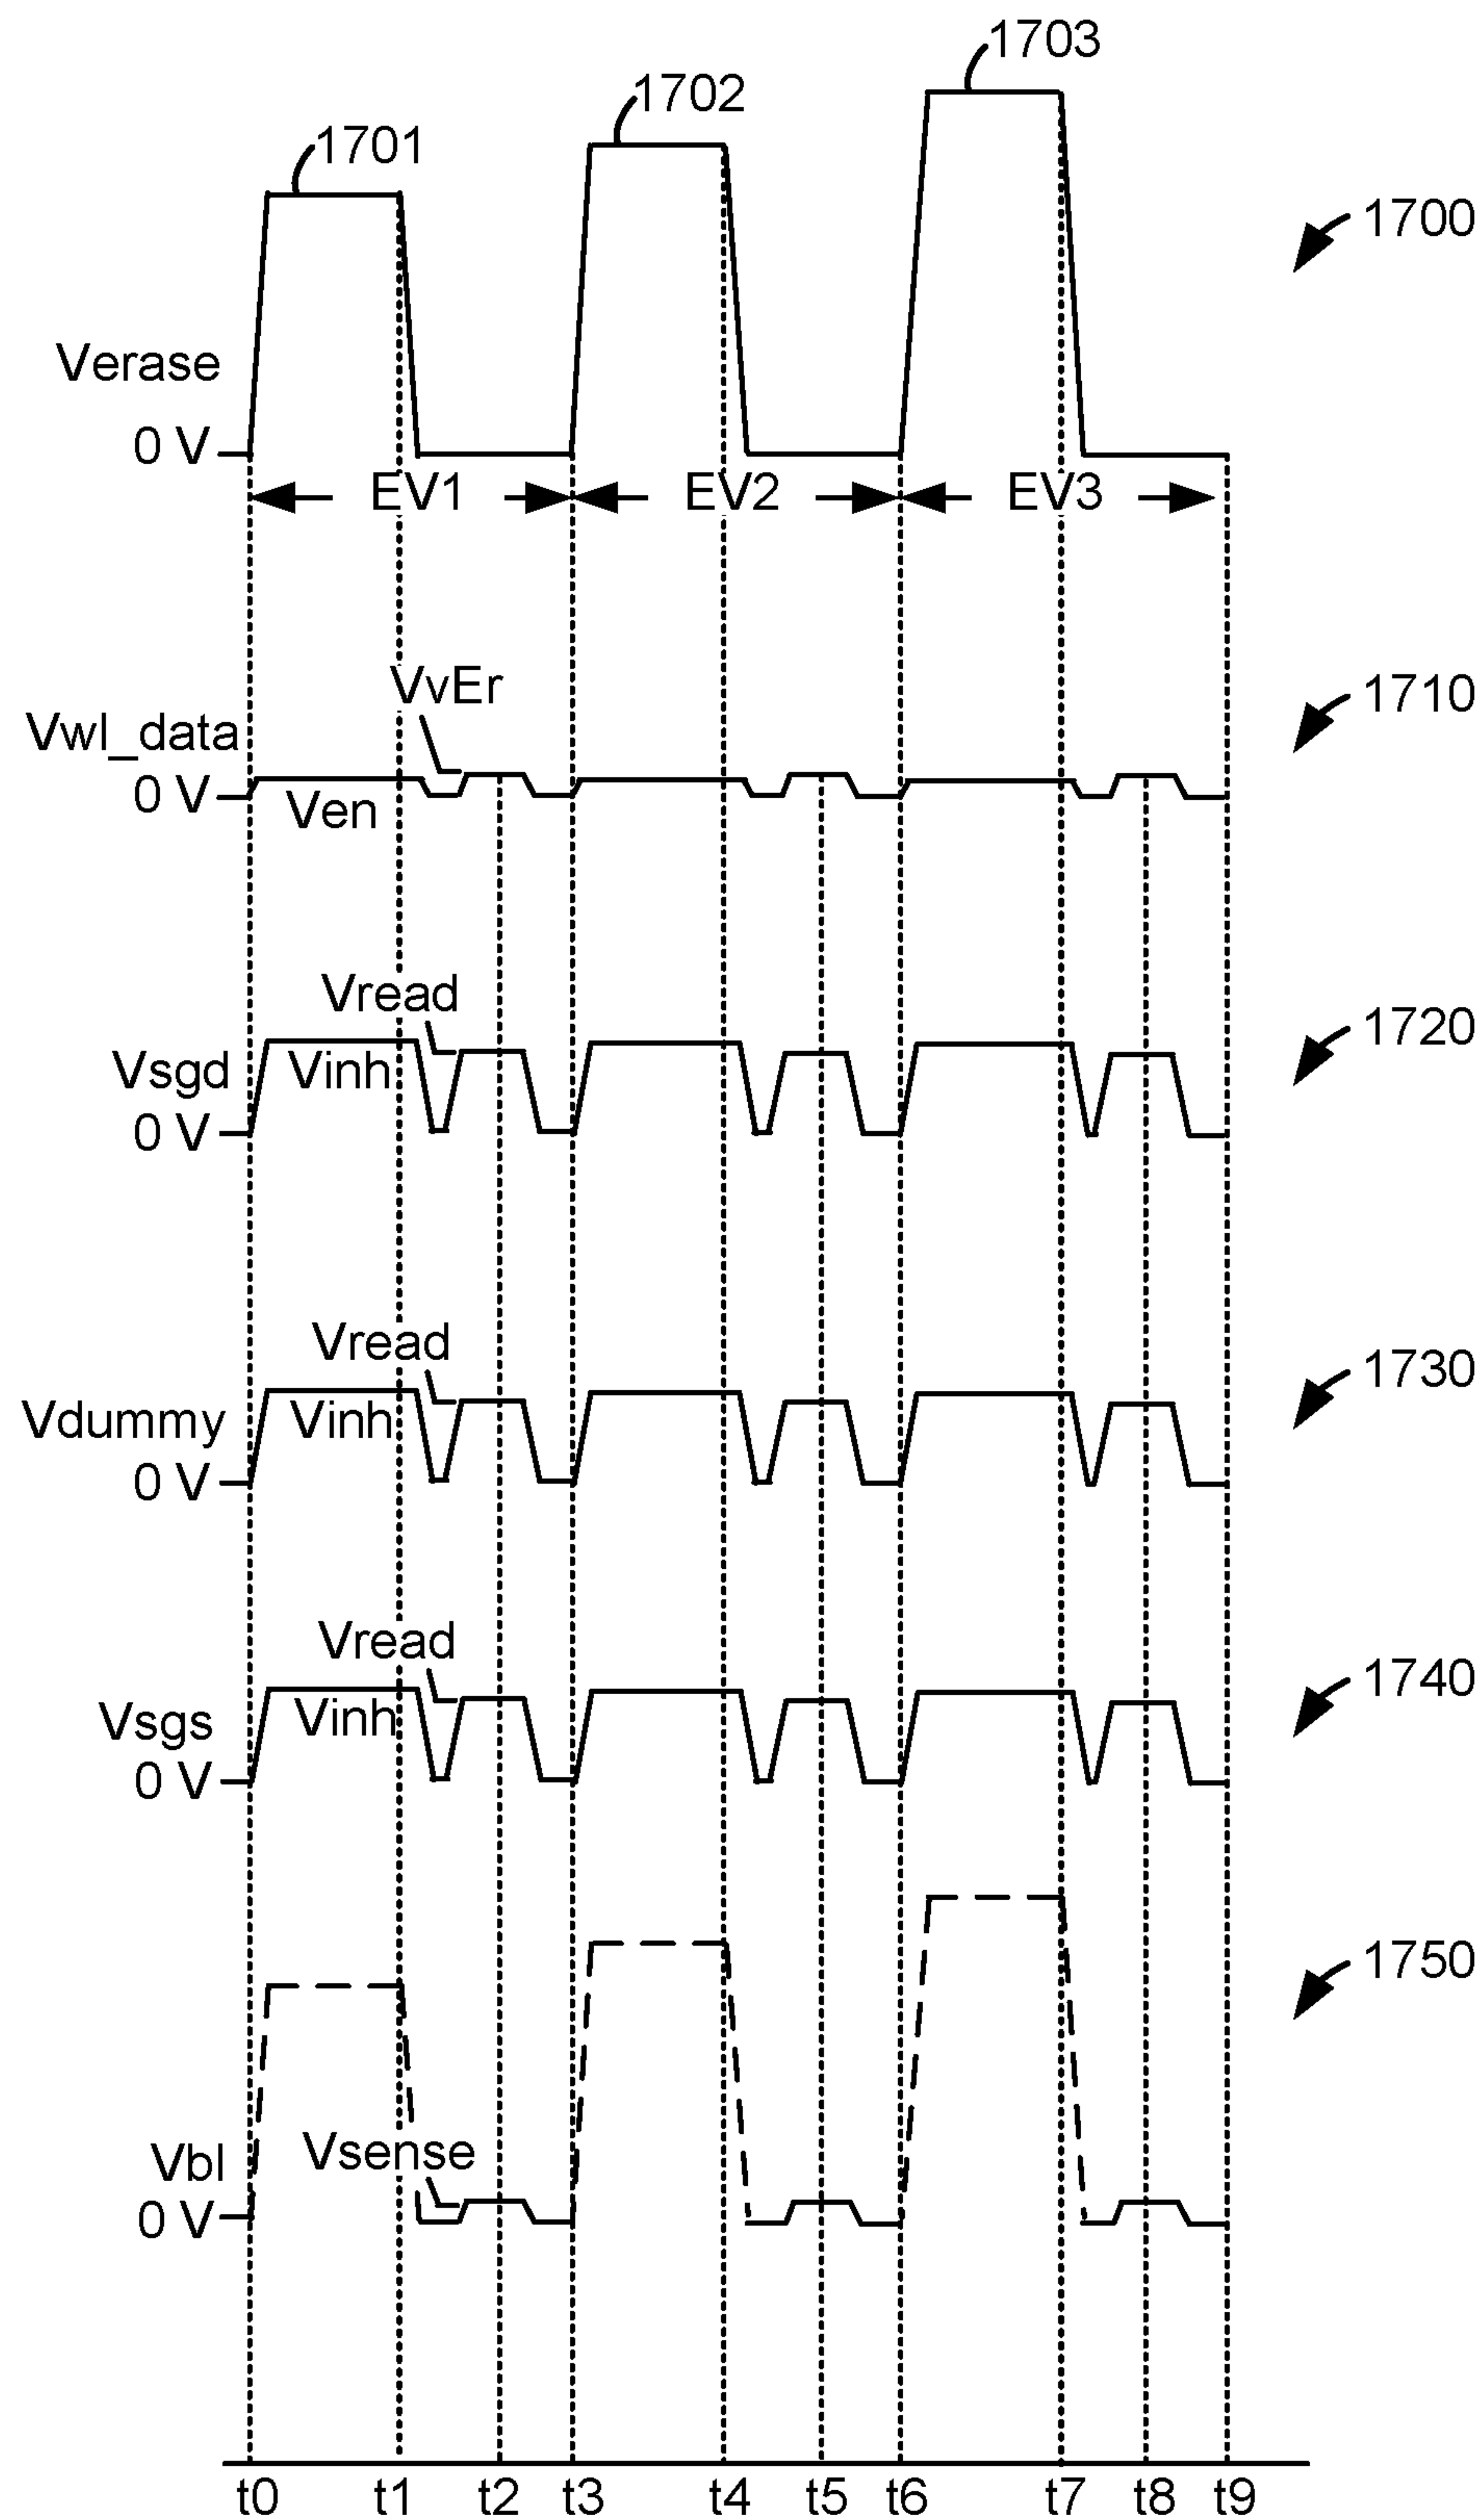 1703
1702
1701
1700
Verase
0 V
EV1 EV2 EV3
VvEr
1710
Vwl_data
0 V
Ven
Vread
1720
Vsgd
Vinh
0 V
Vread
1730
Vdummy
Vinh
0 V
Vread
1740
Vsgs
Vinh
0 V
1750
Vbl
Vsense
0 V
t0 t1 t2 t3 t4 t5 t6 t7 t8 t9